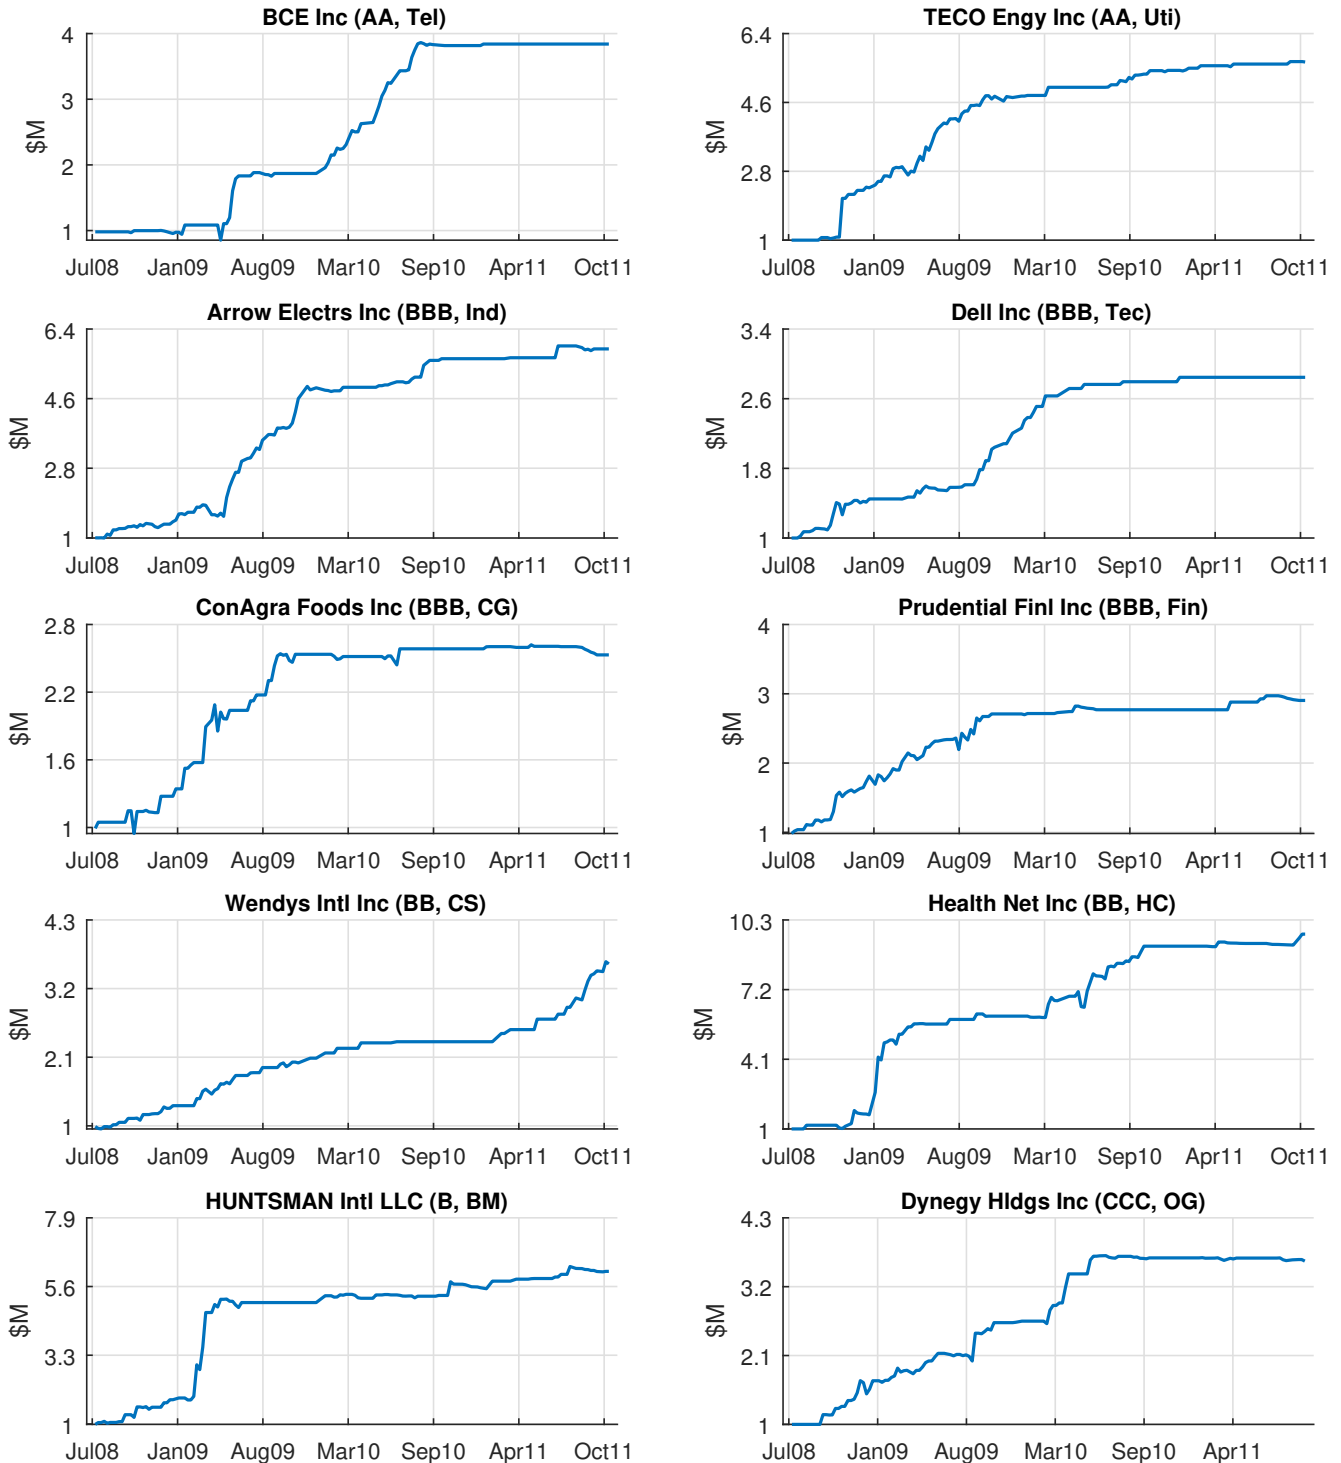 BCE Inc (AA, Tel)
4
3
2
1
$M
Jul08 Jan09 Aug09 Mar10 Sep10 Apr11 Oct11
TECO Engy Inc (AA, Uti)
6.4
4.6
2.8
1
$M
Jul08 Jan09 Aug09 Mar10 Sep10 Apr11 Oct11
Arrow Electrs Inc (BBB, Ind)
6.4
4.6
2.8
1
$M
Jul08 Jan09 Aug09 Mar10 Sep10 Apr11 Oct11
Dell Inc (BBB, Tec)
3.4
2.6
1.8
1
$M
Jul08 Jan09 Aug09 Mar10 Sep10 Apr11 Oct11
ConAgra Foods Inc (BBB, CG)
2.8
2.2
1.6
1
$M
Jul08 Jan09 Aug09 Mar10 Sep10 Apr11 Oct11
Prudential Finl Inc (BBB, Fin)
4
3
2
1
$M
Jul08 Jan09 Aug09 Mar10 Sep10 Apr11 Oct11
Wendys Intl Inc (BB, CS)
4.3
3.2
2.1
1
$M
Jul08 Jan09 Aug09 Mar10 Sep10 Apr11 Oct11
Health Net Inc (BB, HC)
10.3
7.2
4.1
1
$M
Jul08 Jan09 Aug09 Mar10 Sep10 Apr11 Oct11
HUNTSMAN Intl LLC (B, BM)
7.9
5.6
3.3
1
$M
Jul08 Jan09 Aug09 Mar10 Sep10 Apr11 Oct11
Dynegy Hldgs Inc (CCC, OG)
4.3
3.2
2.1
1
$M
Jul08 Jan09 Aug09 Mar10 Sep10 Apr11